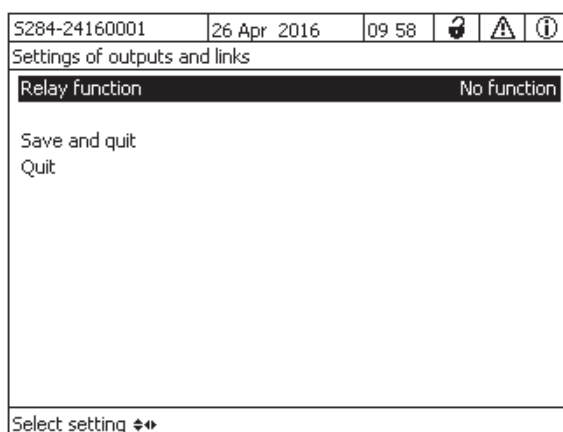 S284-24160001 26 Apr 2016 09 58
Settings of outputs and links
Relay function No function
Save and quit
Quit
Select setting